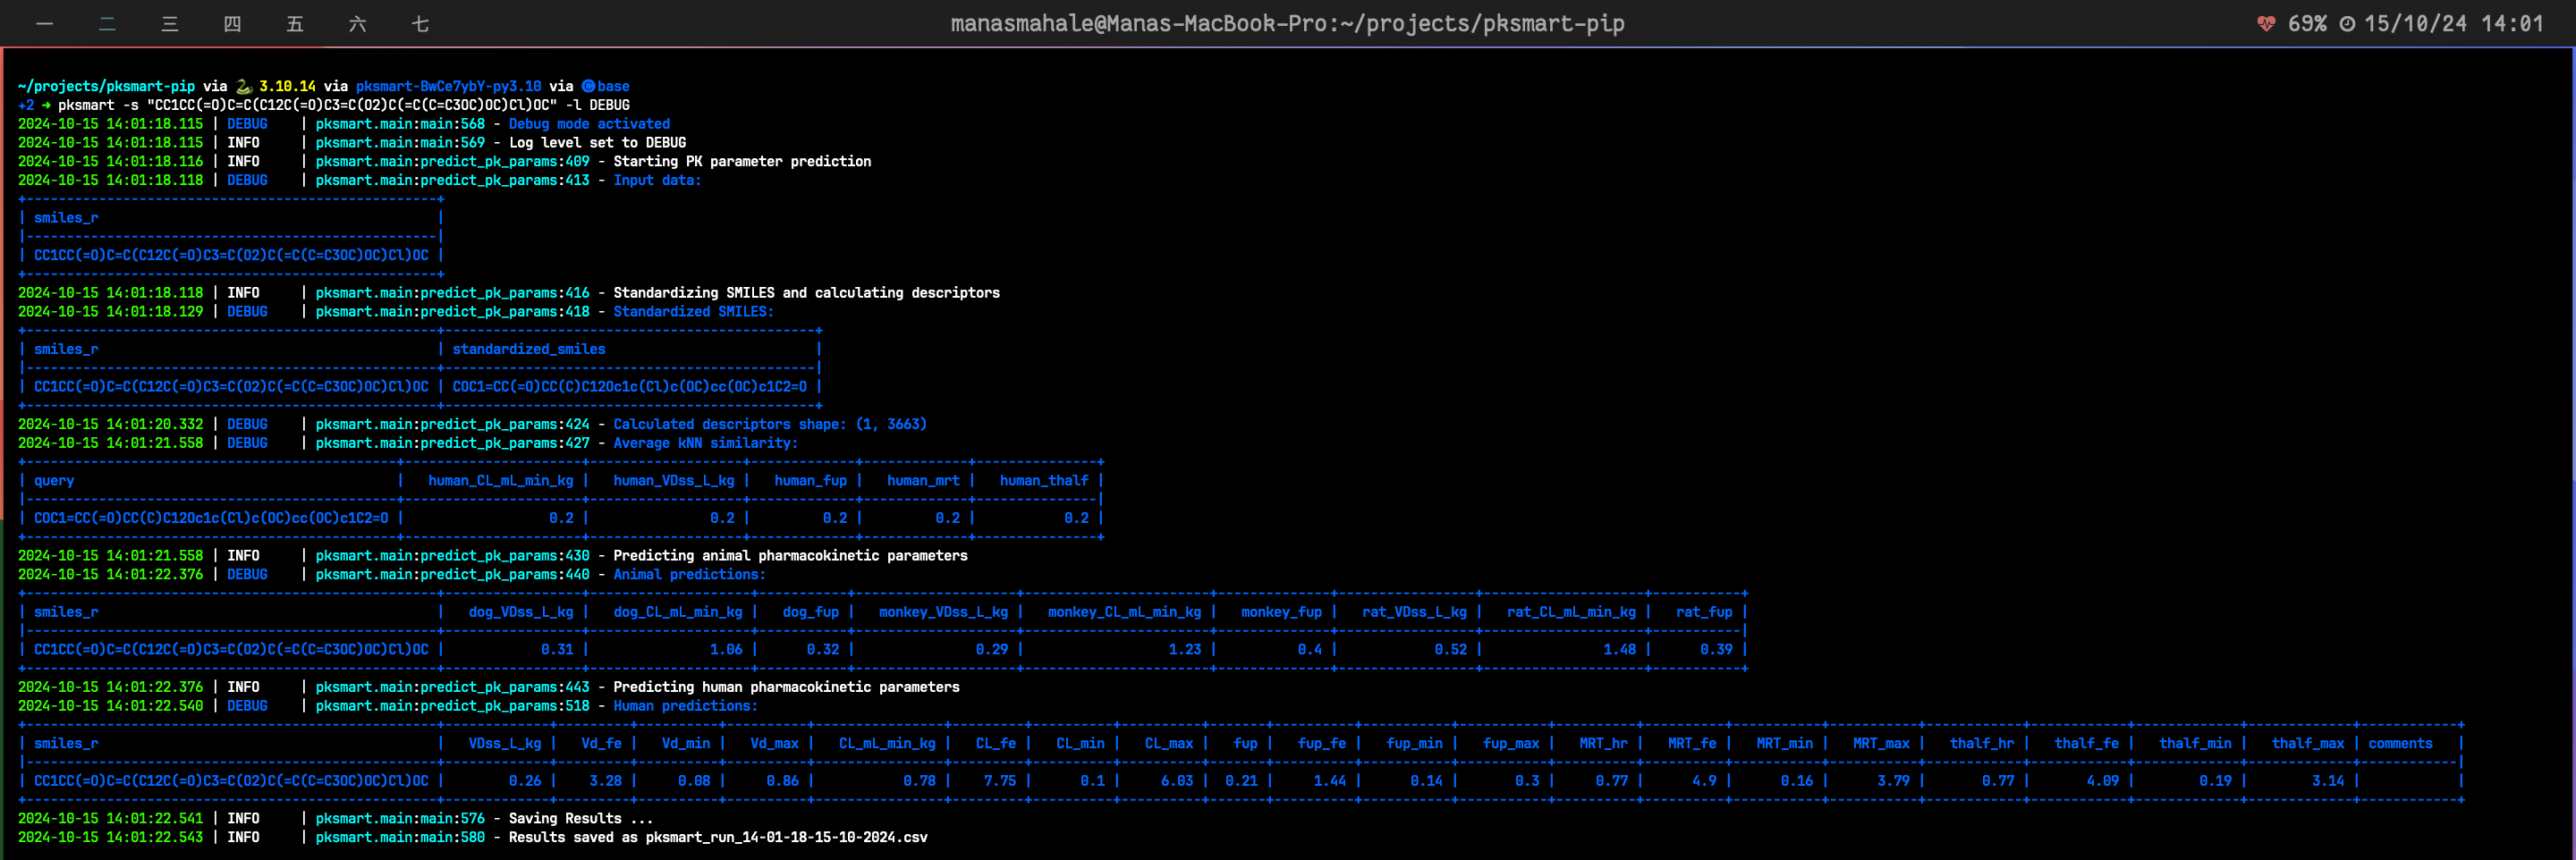 一 二 三 四 五 六 七 manasmahale@Manas-MacBook-Pro:~/projects/pksmart-pip 69% 15/10/24 14:01
~/projects/pksmart-pip via 🐍 3.10.14 via pksmart-BwCe7ybY-py3.10 via 🅒 base
✦2 ➜ pksmart -s "CC1CC(=O)C=C(C12C(=O)C3=C(O2)C(=C(C=C3OC)OC)Cl)OC" -l DEBUG
2024-10-15 14:01:18.115 | DEBUG | pksmart.main:main:568 - Debug mode activated
2024-10-15 14:01:18.115 | INFO | pksmart.main:main:569 - Log level set to DEBUG
2024-10-15 14:01:18.116 | INFO | pksmart.main:predict_pk_params:409 - Starting PK parameter prediction
2024-10-15 14:01:18.118 | DEBUG | pksmart.main:predict_pk_params:413 - Input data:
| smiles_r |
| CC1CC(=O)C=C(C12C(=O)C3=C(O2)C(=C(C=C3OC)OC)Cl)OC |
2024-10-15 14:01:18.118 | INFO | pksmart.main:predict_pk_params:416 - Standardizing SMILES and calculating descriptors
2024-10-15 14:01:18.129 | DEBUG | pksmart.main:predict_pk_params:418 - Standardized SMILES:
| smiles_r | standardized_smiles |
| CC1CC(=O)C=C(C12C(=O)C3=C(O2)C(=C(C=C3OC)OC)Cl)OC | COC1=CC(=O)CC(C)C12Oc1c(Cl)c(OC)cc(OC)c1C2=O |
2024-10-15 14:01:20.332 | DEBUG | pksmart.main:predict_pk_params:424 - Calculated descriptors shape: (1, 3663)
2024-10-15 14:01:21.558 | DEBUG | pksmart.main:predict_pk_params:427 - Average kNN similarity:
| query | human_CL_mL_min_kg | human_VDss_L_kg | human_fup | human_mrt | human_thalf |
| COC1=CC(=O)CC(C)C12Oc1c(Cl)c(OC)cc(OC)c1C2=O | 0.2 | 0.2 | 0.2 | 0.2 | 0.2 |
2024-10-15 14:01:21.558 | INFO | pksmart.main:predict_pk_params:430 - Predicting animal pharmacokinetic parameters
2024-10-15 14:01:22.376 | DEBUG | pksmart.main:predict_pk_params:440 - Animal predictions:
| smiles_r | dog_VDss_L_kg | dog_CL_mL_min_kg | dog_fup | monkey_VDss_L_kg | monkey_CL_mL_min_kg | monkey_fup | rat_VDss_L_kg | rat_CL_mL_min_kg | rat_fup |
| CC1CC(=O)C=C(C12C(=O)C3=C(O2)C(=C(C=C3OC)OC)Cl)OC | 0.31 | 1.06 | 0.32 | 0.29 | 1.23 | 0.4 | 0.52 | 1.48 | 0.39 |
2024-10-15 14:01:22.376 | INFO | pksmart.main:predict_pk_params:443 - Predicting human pharmacokinetic parameters
2024-10-15 14:01:22.540 | DEBUG | pksmart.main:predict_pk_params:518 - Human predictions:
| smiles_r | VDss_L_kg | Vd_fe | Vd_min | Vd_max | CL_mL_min_kg | CL_fe | CL_min | CL_max | fup | fup_fe | fup_min | fup_max | MRT_hr | MRT_fe | MRT_min | MRT_max | thalf_hr | thalf_fe | thalf_min | thalf_max | comments |
| CC1CC(=O)C=C(C12C(=O)C3=C(O2)C(=C(C=C3OC)OC)Cl)OC | 0.26 | 3.28 | 0.08 | 0.86 | 0.78 | 7.75 | 0.1 | 6.03 | 0.21 | 1.44 | 0.14 | 0.3 | 0.77 | 4.9 | 0.16 | 3.79 | 0.77 | 4.09 | 0.19 | 3.14 | |
2024-10-15 14:01:22.541 | INFO | pksmart.main:main:576 - Saving Results ...
2024-10-15 14:01:22.543 | INFO | pksmart.main:main:580 - Results saved as pksmart_run_14-01-18-15-10-2024.csv